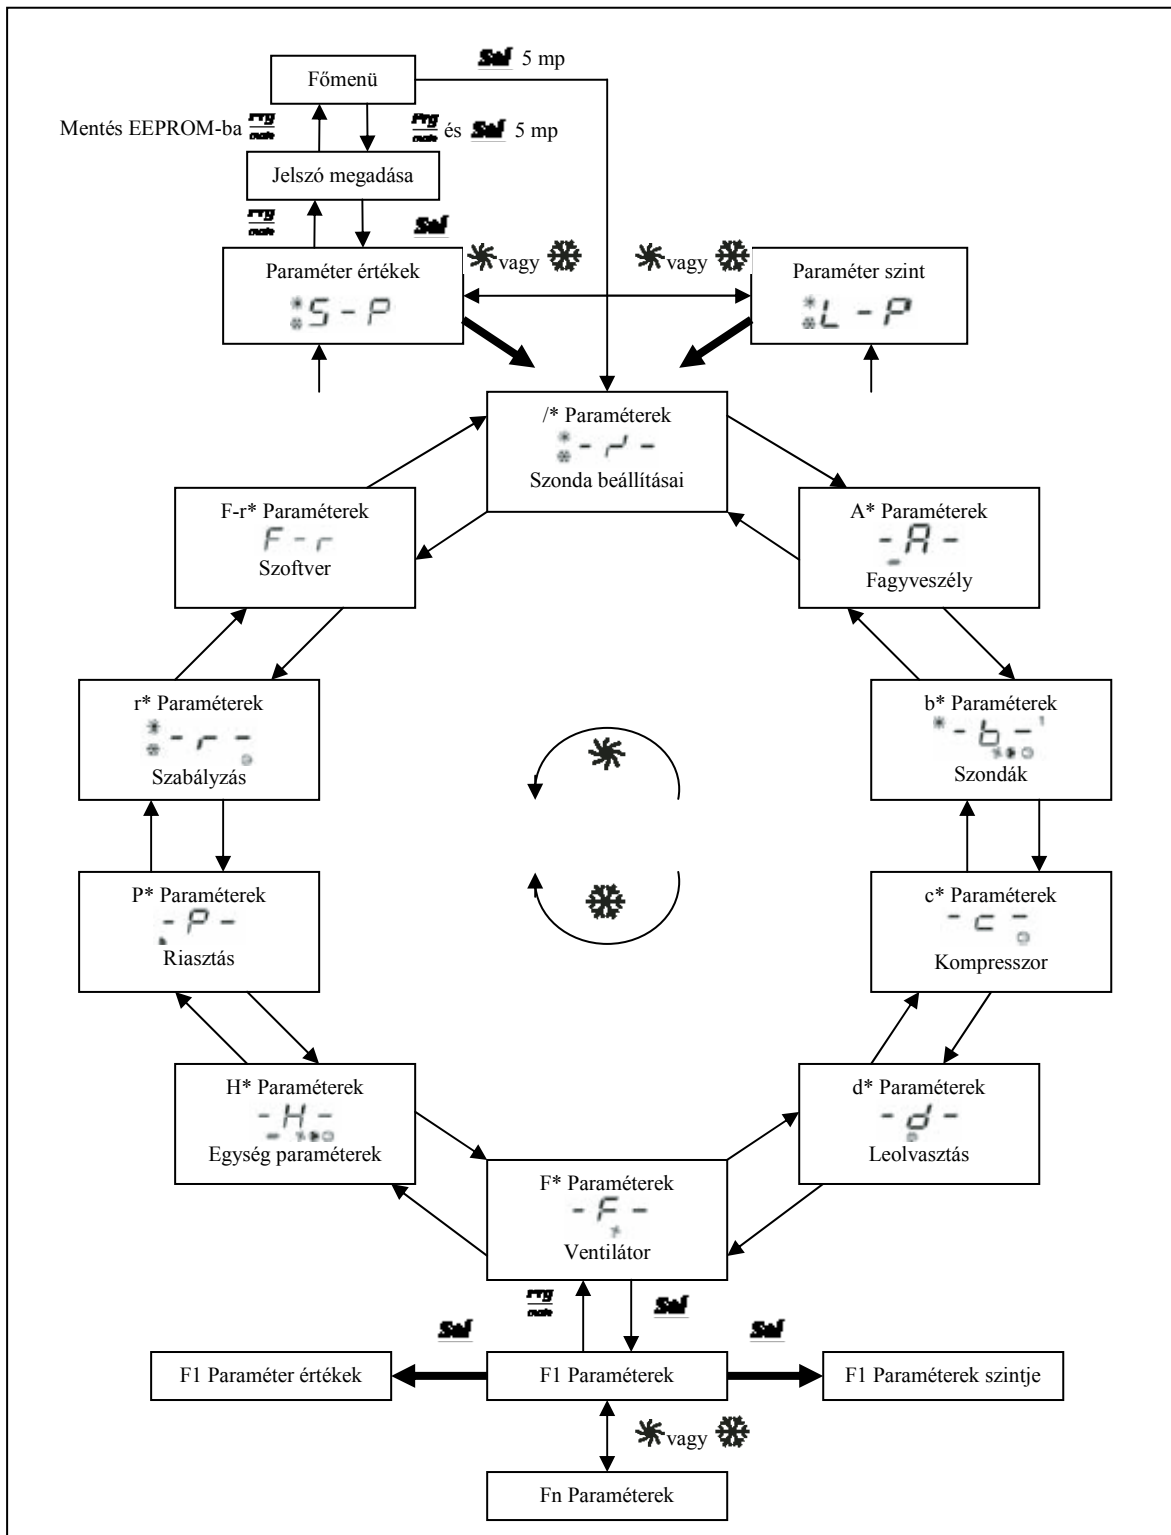 Sel 5 mp
Főmenü
Mentés EEPROM-ba Prg mute
Prg mute és Sel 5 mp
Jelszó megadása
Prg mute
Sel
Paraméter értékek
S - P
vagy
vagy
Paraméter szint
L - P
/* Paraméterek
Szonda beállításai
F-r* Paraméterek
F - r
Szoftver
A* Paraméterek
- A -
Fagyveszély
r* Paraméterek
- r -
Szabályzás
b* Paraméterek
- b - 1
Szondák
P* Paraméterek
- P -
Riasztás
c* Paraméterek
- c -
Kompresszor
H* Paraméterek
- H -
Egység paraméterek
d* Paraméterek
- d -
Leolvasztás
F* Paraméterek
- F -
Ventilátor
Prg mute
Sel
Sel
Sel
F1 Paraméter értékek
F1 Paraméterek
F1 Paraméterek szintje
vagy
Fn Paraméterek